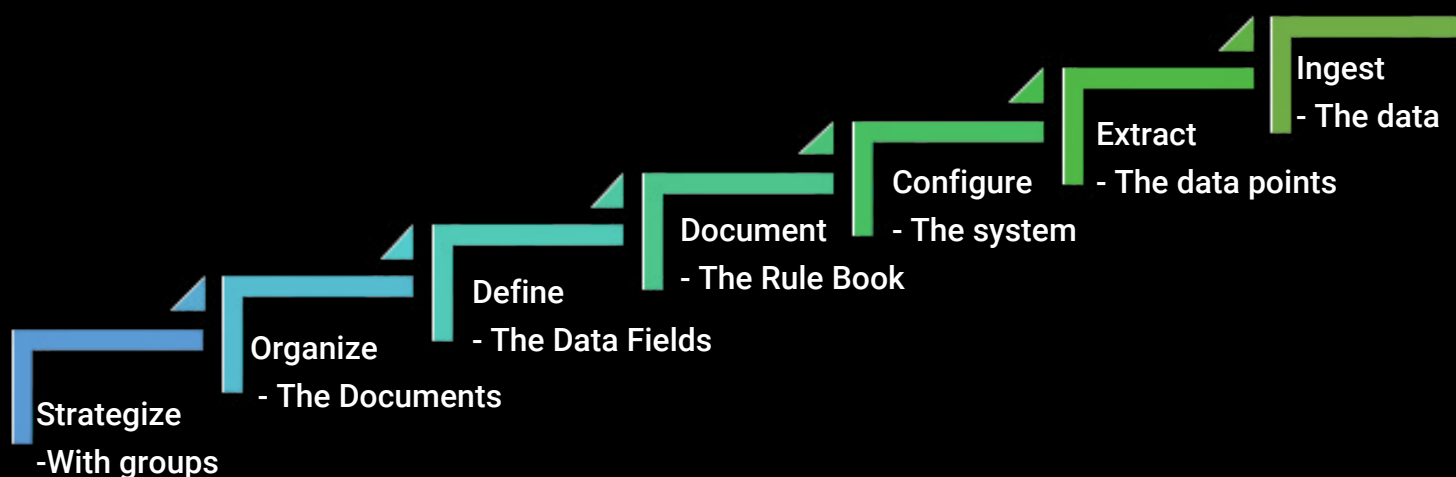 Strategize
-With groups
Organize
- The Documents
Define
- The Data Fields
Document
- The Rule Book
Configure
- The system
Extract
- The data points
Ingest
- The data